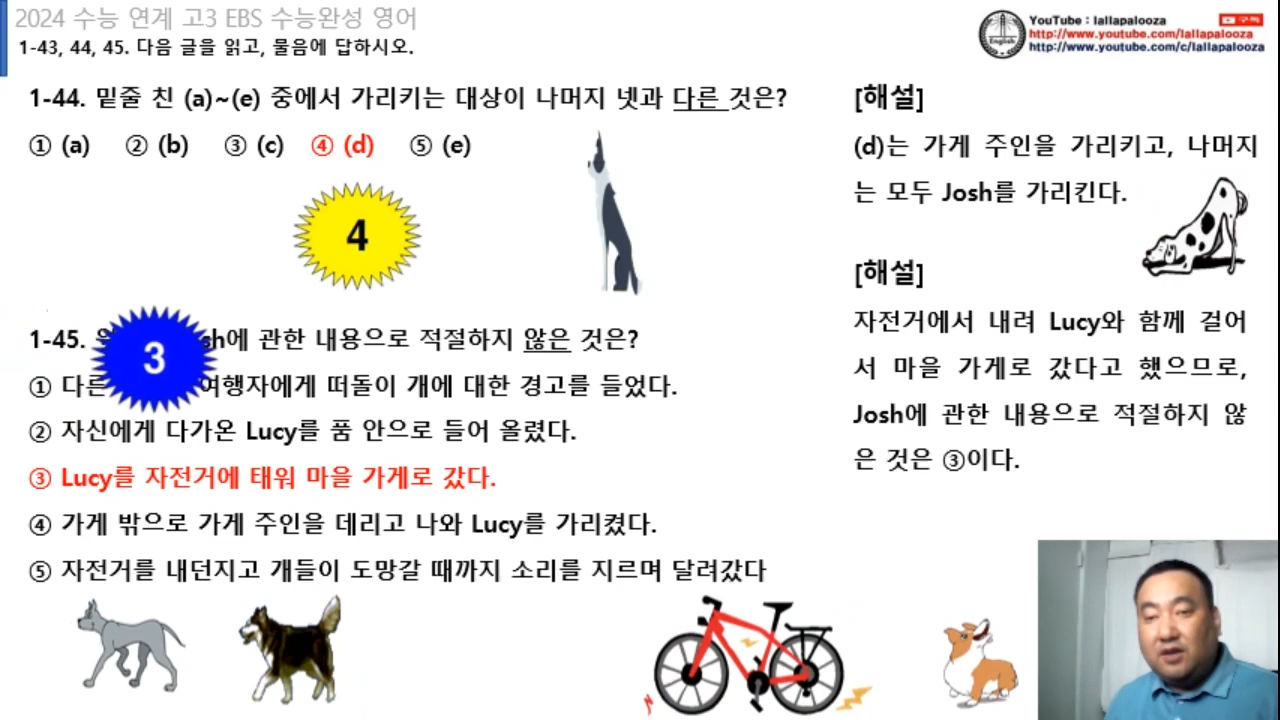 2024 수능 연계 고3 EBS 수능완성 영어
1-43, 44, 45. 다음 글을 읽고, 물음에 답하시오.
YouTube : lallapalooza
구독
http://www.youtube.com/lallapalooza
http://www.youtube.com/c/lallapalooza
English
1-44. 밑줄 친 (a)~(e) 중에서 가리키는 대상이 나머지 넷과 다른 것은?
① (a) ② (b) ③ (c) ④ (d) ⑤ (e)
4
1-45. sh에 관한 내용으로 적절하지 않은 것은?
3
① 다른 여행자에게 떠돌이 개에 대한 경고를 들었다.
② 자신에게 다가온 Lucy를 품 안으로 들어 올렸다.
③ Lucy를 자전거에 태워 마을 가게로 갔다.
④ 가게 밖으로 가게 주인을 데리고 나와 Lucy를 가리켰다.
⑤ 자전거를 내던지고 개들이 도망갈 때까지 소리를 지르며 달려갔다
[해설]
(d)는 가게 주인을 가리키고, 나머지
는 모두 Josh를 가리킨다.
[해설]
자전거에서 내려 Lucy와 함께 걸어
서 마을 가게로 갔다고 했으므로,
Josh에 관한 내용으로 적절하지 않
은 것은 ③이다.